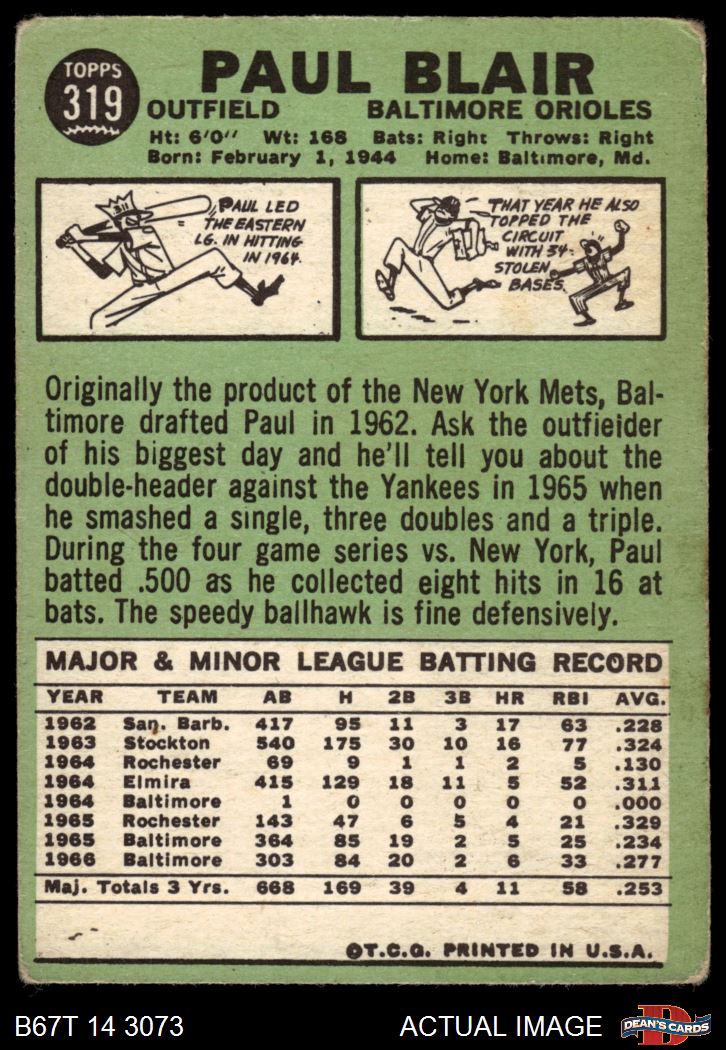 TOPPS
319
PAUL BLAIR
OUTFIELD BALTIMORE ORIOLES
Ht: 6'0" Wt: 168 Bats: Right Throws: Right
Born: February 1, 1944 Home: Baltimore, Md.
PAUL LED
THE EASTERN
LG. IN HITTING
IN 1964.
THAT YEAR HE ALSO
TOPPED THE
CIRCUIT
WITH 34
STOLEN
BASES.
Originally the product of the New York Mets, Bal-
timore drafted Paul in 1962. Ask the outfielder
of his biggest day and he'll tell you about the
double-header against the Yankees in 1965 when
he smashed a single, three doubles and a triple.
During the four game series vs. New York, Paul
batted .500 as he collected eight hits in 16 at
bats. The speedy ballhawk is fine defensively.
MAJOR & MINOR LEAGUE BATTING RECORD
YEAR TEAM AB H 2B 3B HR RBI AVG.
1962 San. Barb. 417 95 11 3 17 63 .228
1963 Stockton 540 175 30 10 16 77 .324
1964 Rochester 69 9 1 1 2 5 .130
1964 Elmira 415 129 18 11 5 52 .311
1964 Baltimore 1 0 0 0 0 0 .000
1965 Rochester 143 47 6 5 4 21 .329
1965 Baltimore 364 85 19 2 5 25 .234
1966 Baltimore 303 84 20 2 6 33 .277
Maj. Totals 3 Yrs. 668 169 39 4 11 58 .253
©T.C.G. PRINTED IN U.S.A.
B67T 14 3073 ACTUAL IMAGE
D
DEAN'S CARDS